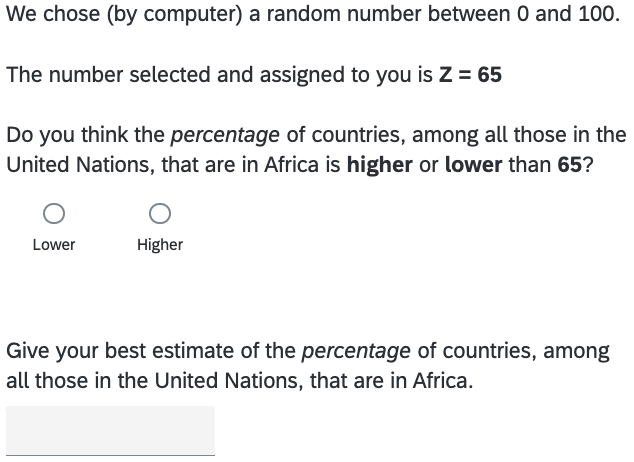 We chose (by computer) a random number between 0 and 100.
The number selected and assigned to you is Z = 65
Do you think the percentage of countries, among all those in the
United Nations, that are in Africa is higher or lower than 65?
Lower Higher
Give your best estimate of the percentage of countries, among
all those in the United Nations, that are in Africa.